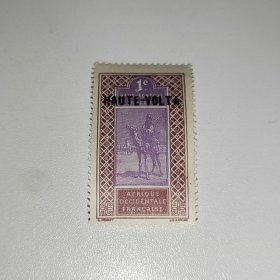 1c
HAUTE-VOLTA
AFRIQUE
OCCIDENTALE
FRANÇAISE